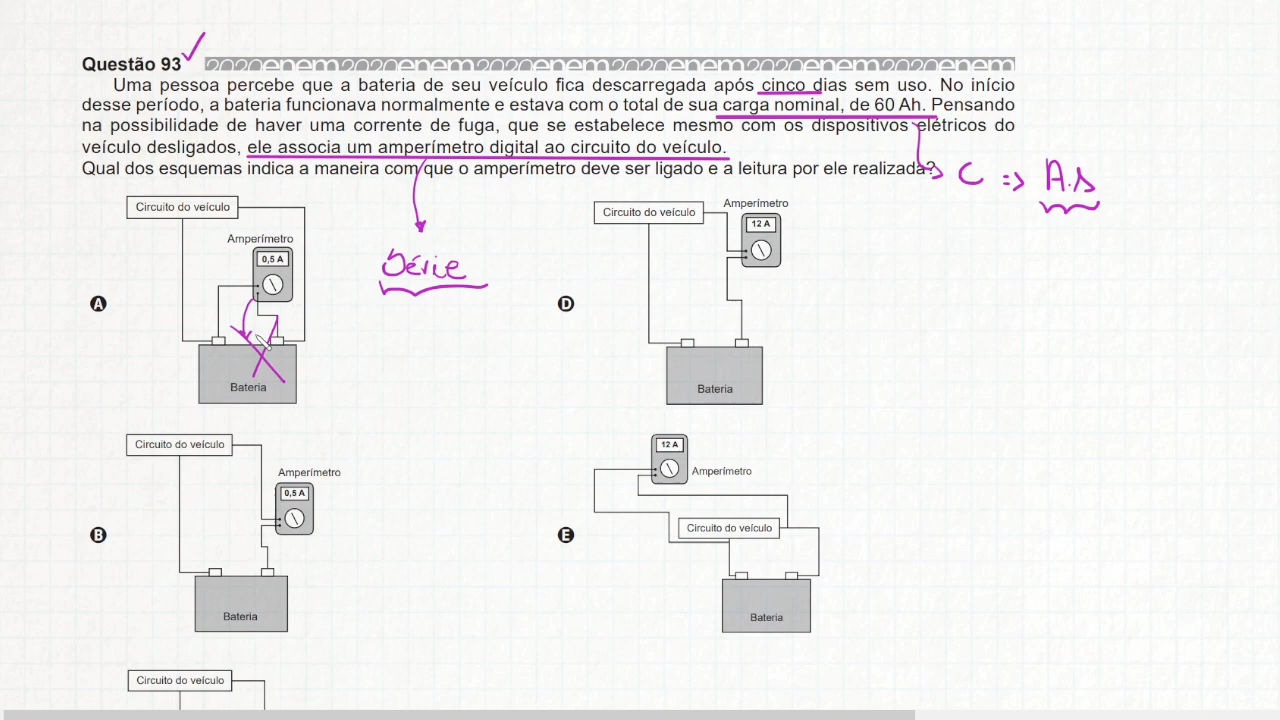 Questão 93
2020enem2020enem2020enem2020enem2020enem2020enem2020enem2020enem2020enem2020enem
Uma pessoa percebe que a bateria de seu veículo fica descarregada após cinco dias sem uso. No início
desse período, a bateria funcionava normalmente e estava com o total de sua carga nominal, de 60 Ah. Pensando
na possibilidade de haver uma corrente de fuga, que se estabelece mesmo com os dispositivos elétricos do
veículo desligados, ele associa um amperímetro digital ao circuito do veículo.
Qual dos esquemas indica a maneira com que o amperímetro deve ser ligado e a leitura por ele realizada?
C => A.s
Série
A
Circuito do veículo
Amperímetro
0,5 A
Bateria
B
Circuito do veículo
Amperímetro
0,5 A
Bateria
Circuito do veículo
D
Circuito do veículo
Amperímetro
12 A
Bateria
E
12 A
Amperímetro
Circuito do veículo
Bateria